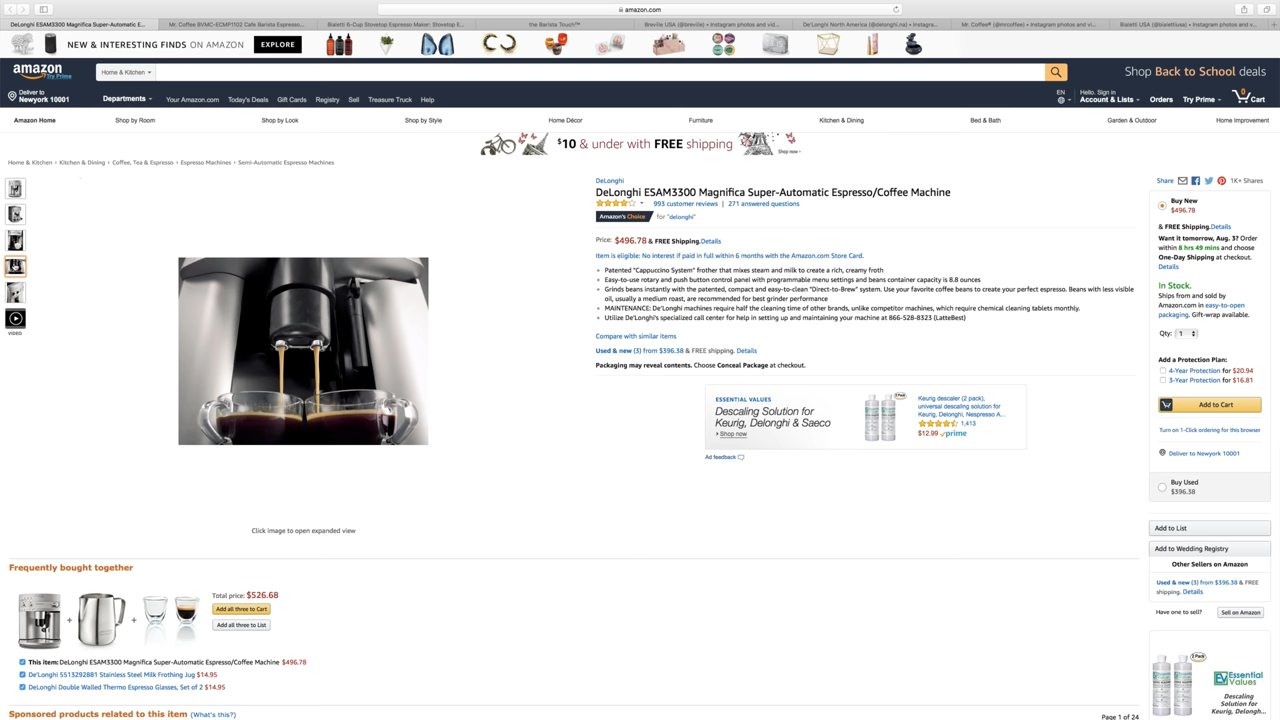 amazon.com
DeLonghi ESAM3300 Magnifica Super-Automatic E...
Mr. Coffee BVMC-ECMP1102 Cafe Barista Espresso...
Bialetti 6-Cup Stovetop Espresso Maker: Stovetop E...
the Barista Touch™
Breville USA (@breville) • Instagram photos and vid...
De'Longhi North America (@delonghi.na) • Instagra...
Mr. Coffee® (@mrcoffee) • Instagram photos and vi...
Bialetti USA (@bialettiusa) • Instagram photos and v...
NEW & INTERESTING FINDS ON AMAZON
EXPLORE
amazon
Try Prime
Home & Kitchen
Shop Back to School deals
Deliver to
Newyork 10001
Departments
Your Amazon.com
Today's Deals
Gift Cards
Registry
Sell
Treasure Truck
Help
EN
Hello. Sign in
Account & Lists
Orders
Try Prime
0
Cart
Amazon Home
Shop by Room
Shop by Look
Shop by Style
Home Décor
Furniture
Kitchen & Dining
Bed & Bath
Garden & Outdoor
Home Improvement
$10 & under with FREE shipping
Shop now ›
Home & Kitchen › Kitchen & Dining › Coffee, Tea & Espresso › Espresso Machines › Semi-Automatic Espresso Machines
VIDEO
Click image to open expanded view
DeLonghi
DeLonghi ESAM3300 Magnifica Super-Automatic Espresso/Coffee Machine
993 customer reviews | 271 answered questions
Amazon's Choice for "delonghi"
Price: $496.78 & FREE Shipping. Details
Item is eligible: No interest if paid in full within 6 months with the Amazon.com Store Card.
Patented "Cappuccino System" frother that mixes steam and milk to create a rich, creamy froth
Easy-to-use rotary and push button control panel with programmable menu settings and beans container capacity is 8.8 ounces
Grinds beans instantly with the patented, compact and easy-to-clean "Direct-to-Brew" system. Use your favorite coffee beans to create your perfect espresso. Beans with less visible
oil, usually a medium roast, are recommended for best grinder performance
MAINTENANCE: De'Longhi machines require half the cleaning time of other brands, unlike competitor machines, which require chemical cleaning tablets monthly.
Utilize De'Longhi's specialized call center for help in setting up and maintaining your machine at 866-528-8323 (LatteBest)
Compare with similar items
Used & new (3) from $396.38 & FREE shipping. Details
Packaging may reveal contents. Choose Conceal Package at checkout.
ESSENTIAL VALUES
Descaling Solution for
Keurig, Delonghi & Saeco
› Shop now
Keurig descaler (2 pack),
universal descaling solution for
Keurig, Delonghi, Nespresso A...
1,413
$12.99 prime
Ad feedback
Share
1K+ Shares
Buy New
$496.78
& FREE Shipping. Details
Want it tomorrow, Aug. 3? Order
within 8 hrs 49 mins and choose
One-Day Shipping at checkout.
Details
In Stock.
Ships from and sold by
Amazon.com in easy-to-open
packaging. Gift-wrap available.
Qty: 1
Add a Protection Plan:
4-Year Protection for $20.94
3-Year Protection for $16.81
Add to Cart
Turn on 1-Click ordering for this browser
Deliver to Newyork 10001
Buy Used
$396.38
Add to List
Add to Wedding Registry
Other Sellers on Amazon
Used & new (3) from $396.38 & FREE
shipping. Details
Have one to sell?
Sell on Amazon
2 Pack
EV Essential
Values
Descaling
Solution for
Keurig, Delongh...
Frequently bought together
Total price: $526.68
Add all three to Cart
Add all three to List
This item: DeLonghi ESAM3300 Magnifica Super-Automatic Espresso/Coffee Machine $496.78
De'Longhi 5513292881 Stainless Steel Milk Frothing Jug $14.95
DeLonghi Double Walled Thermo Espresso Glasses, Set of 2 $14.95
Sponsored products related to this item (What's this?)
Page 1 of 24